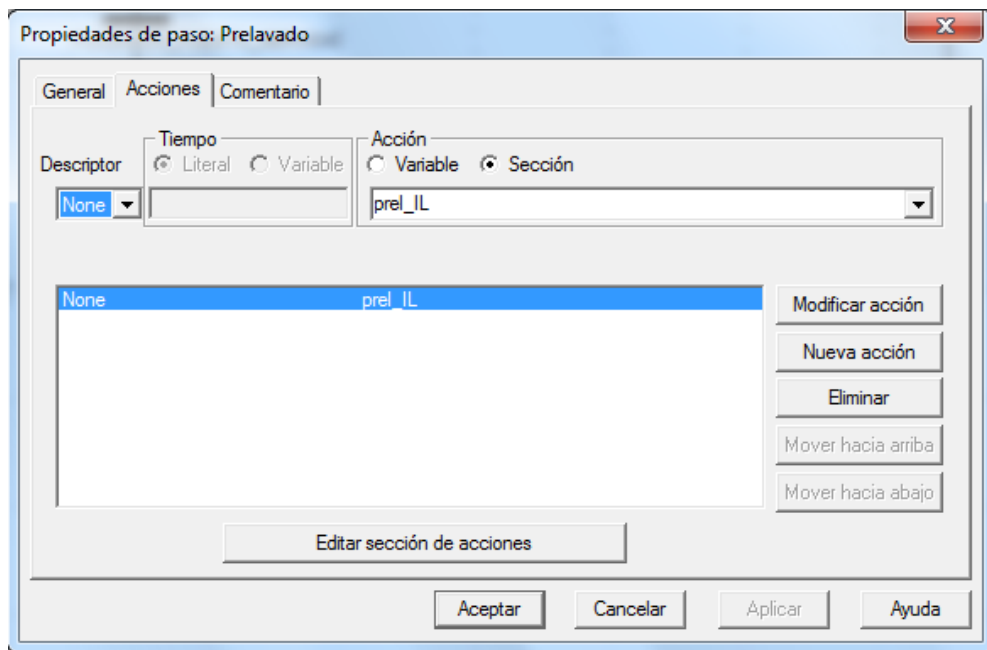 Propiedades de paso: Prelavado
General Acciones Comentario
Tiempo Acción
Descriptor Literal Variable Variable Sección
None prel_IL
None prel_IL
Modificar acción
Nueva acción
Eliminar
Mover hacia arriba
Mover hacia abajo
Editar sección de acciones
Aceptar Cancelar Aplicar Ayuda